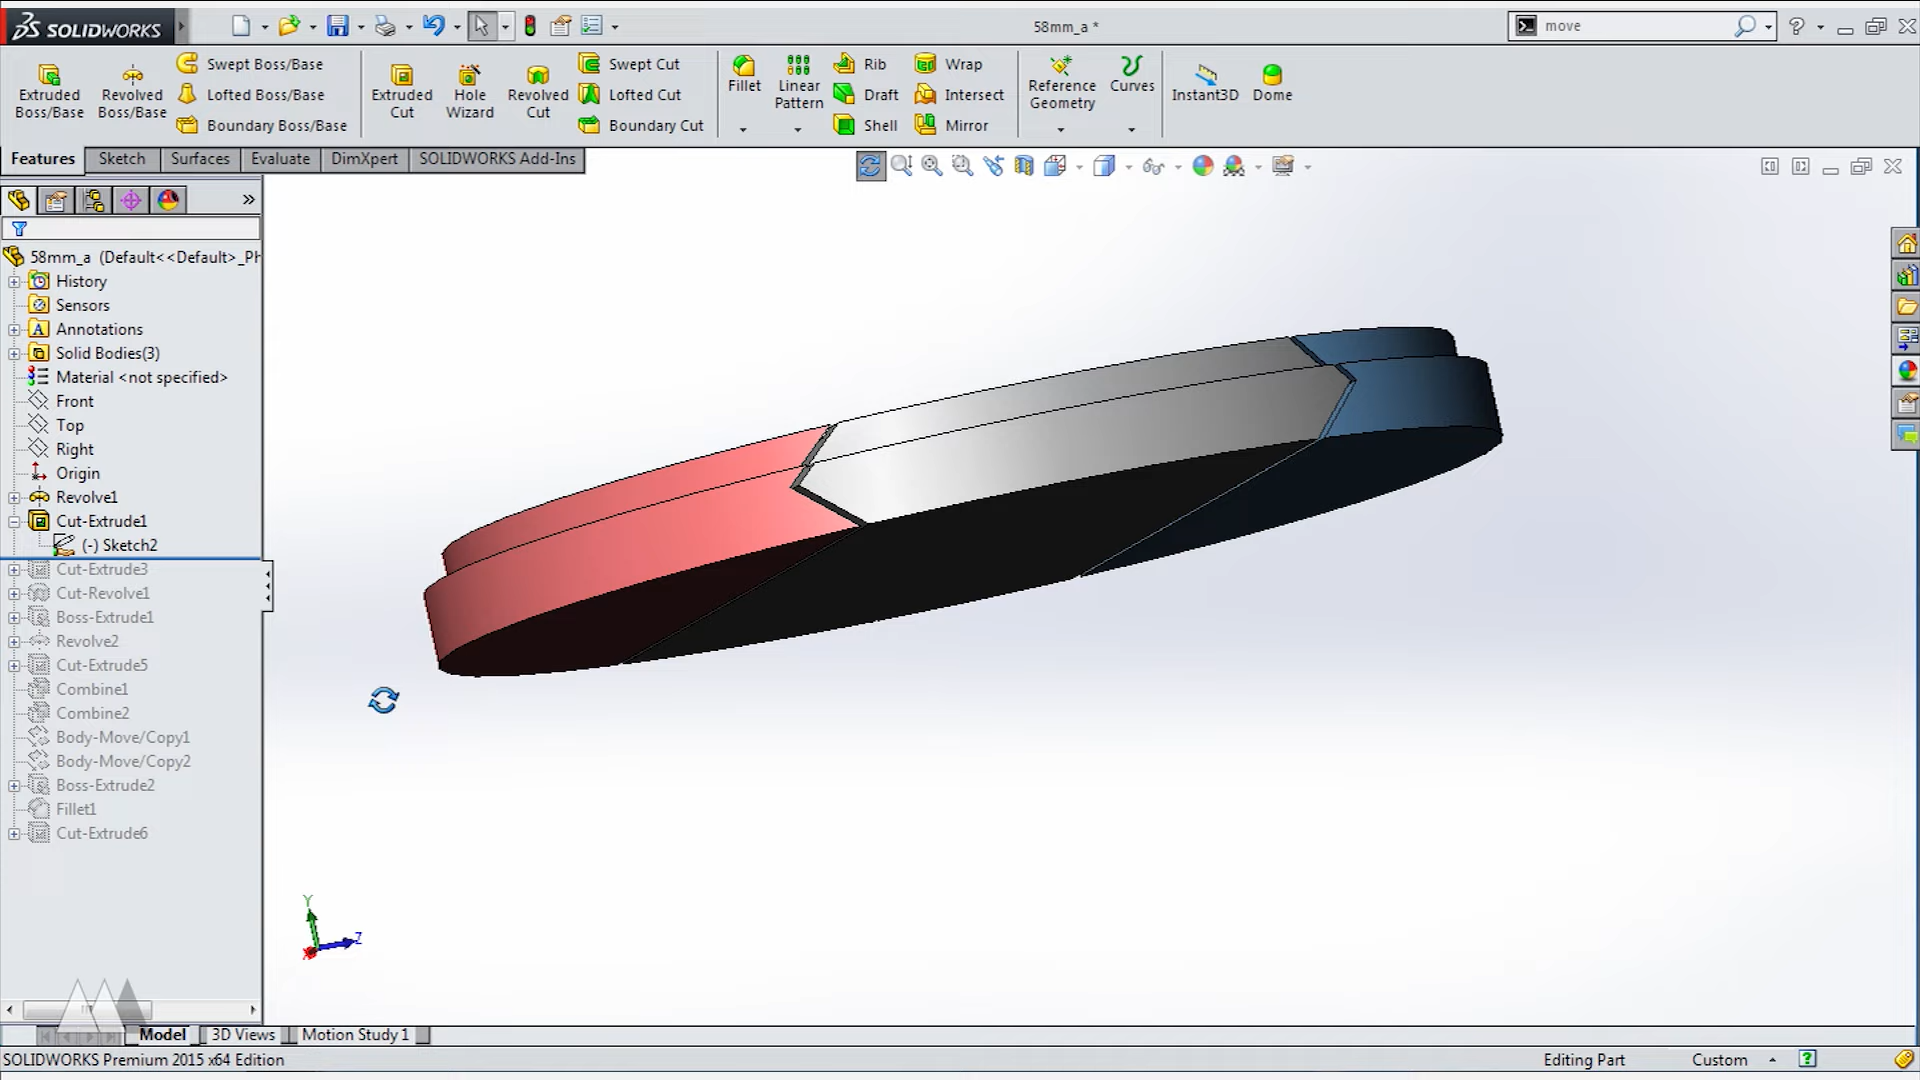 SOLIDWORKS
58mm_a *
move
Extruded Boss/Base
Revolved Boss/Base
Swept Boss/Base
Lofted Boss/Base
Boundary Boss/Base
Extruded Cut
Hole Wizard
Revolved Cut
Swept Cut
Lofted Cut
Boundary Cut
Fillet
Linear Pattern
Rib
Draft
Shell
Wrap
Intersect
Mirror
Reference Geometry
Curves
Instant3D
Dome
Features
Sketch
Surfaces
Evaluate
DimXpert
SOLIDWORKS Add-Ins
58mm_a (Default<<Default>_Ph
History
Sensors
Annotations
Solid Bodies(3)
Material <not specified>
Front
Top
Right
Origin
Revolve1
Cut-Extrude1
(-) Sketch2
Cut-Extrude3
Cut-Revolve1
Boss-Extrude1
Revolve2
Cut-Extrude5
Combine1
Combine2
Body-Move/Copy1
Body-Move/Copy2
Boss-Extrude2
Fillet1
Cut-Extrude6
Y
Z
Model
3D Views
Motion Study 1
SOLIDWORKS Premium 2015 x64 Edition
Editing Part
Custom